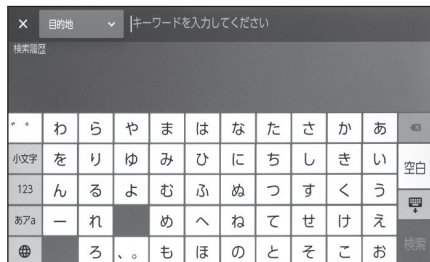 × 目的地 キーワードを入力してください
検索履歴
゛゜ わ ら や ま は な た さ か あ
小文字 を り ゆ み ひ に ち し き い 空白
123 ん る よ む ふ ぬ つ す く う
あアa ー れ め へ ね て せ け え
ろ 、。 も ほ の と そ こ お 検索